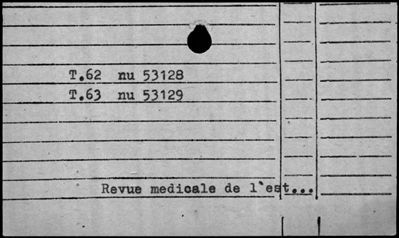 T.62 nu 53128
T.63 nu 53129
Revue medicale de l'est...